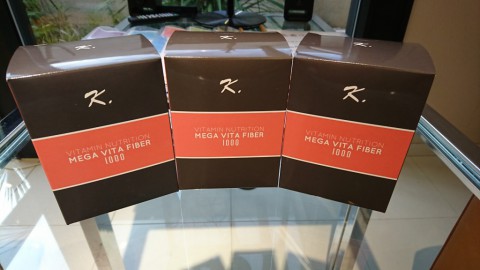 K.
VITAMIN NUTRITION
MEGA VITA FIBER
1000
K.
VITAMIN NUTRITION
MEGA VITA FIBER
1000
K.
VITAMIN NUTRITION
MEGA VITA FIBER
1000